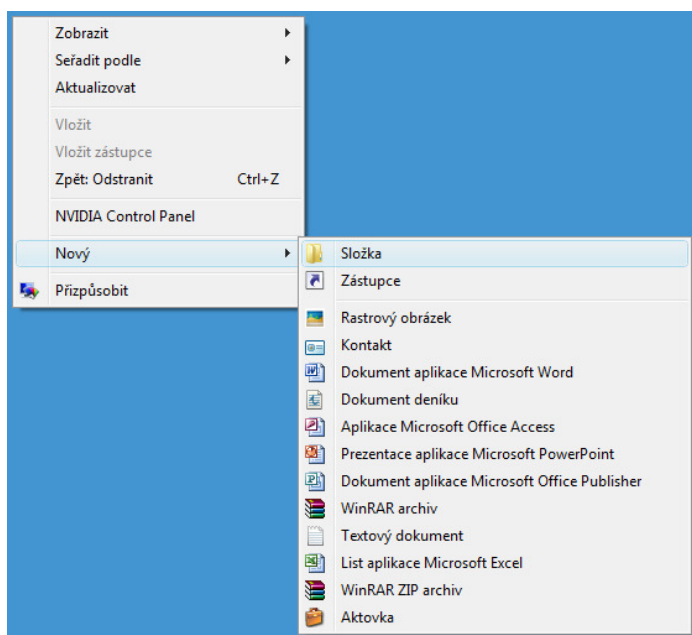 Zobrazit
Seřadit podle
Aktualizovat
Vložit
Vložit zástupce
Zpět: Odstranit Ctrl+Z
NVIDIA Control Panel
Nový
Přizpůsobit
Složka
Zástupce
Rastrový obrázek
Kontakt
Dokument aplikace Microsoft Word
Dokument deníku
Aplikace Microsoft Office Access
Prezentace aplikace Microsoft PowerPoint
Dokument aplikace Microsoft Office Publisher
WinRAR archiv
Textový dokument
List aplikace Microsoft Excel
WinRAR ZIP archiv
Aktovka